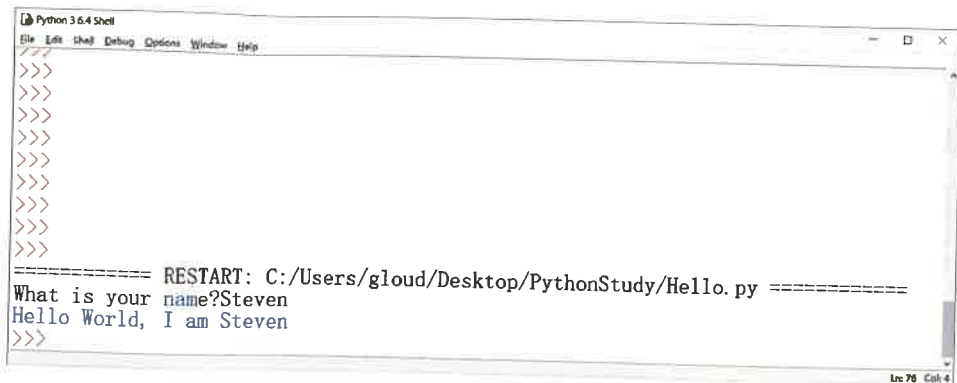 Python 3.6.4 Shell
File Edit Shell Debug Options Window Help
>>>
>>>
>>>
>>>
>>>
>>>
>>>
>>>
>>>
>>>
============ RESTART: C:/Users/gloud/Desktop/PythonStudy/Hello.py ============
What is your name?Steven
Hello World, I am Steven
>>>
Ln: 76 Col: 4